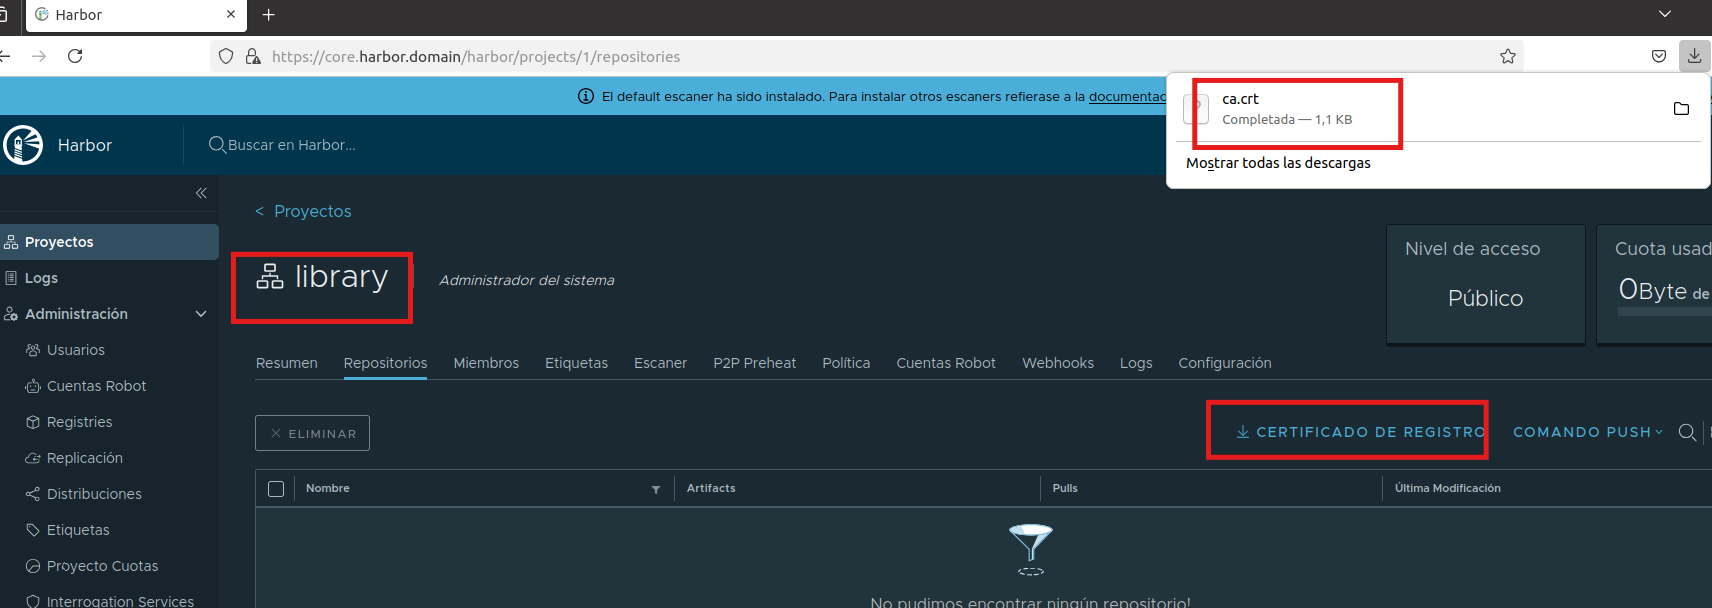 Harbor
https://core.harbor.domain/harbor/projects/1/repositories
El default escaner ha sido instalado. Para instalar otros escaners refierase a la documentac
ca.crt
Completada — 1,1 KB
Mostrar todas las descargas
Harbor
Buscar en Harbor...
Proyectos
Logs
Administración
Usuarios
Cuentas Robot
Registries
Replicación
Distribuciones
Etiquetas
Proyecto Cuotas
Interrogation Services
< Proyectos
library
Administrador del sistema
Nivel de acceso
Público
Cuota usad
0Byte de
Resumen Repositorios Miembros Etiquetas Escaner P2P Preheat Política Cuentas Robot Webhooks Logs Configuración
ELIMINAR
CERTIFICADO DE REGISTRO
COMANDO PUSH
Nombre Artifacts Pulls Última Modificación
No pudimos encontrar ningún repositorio!